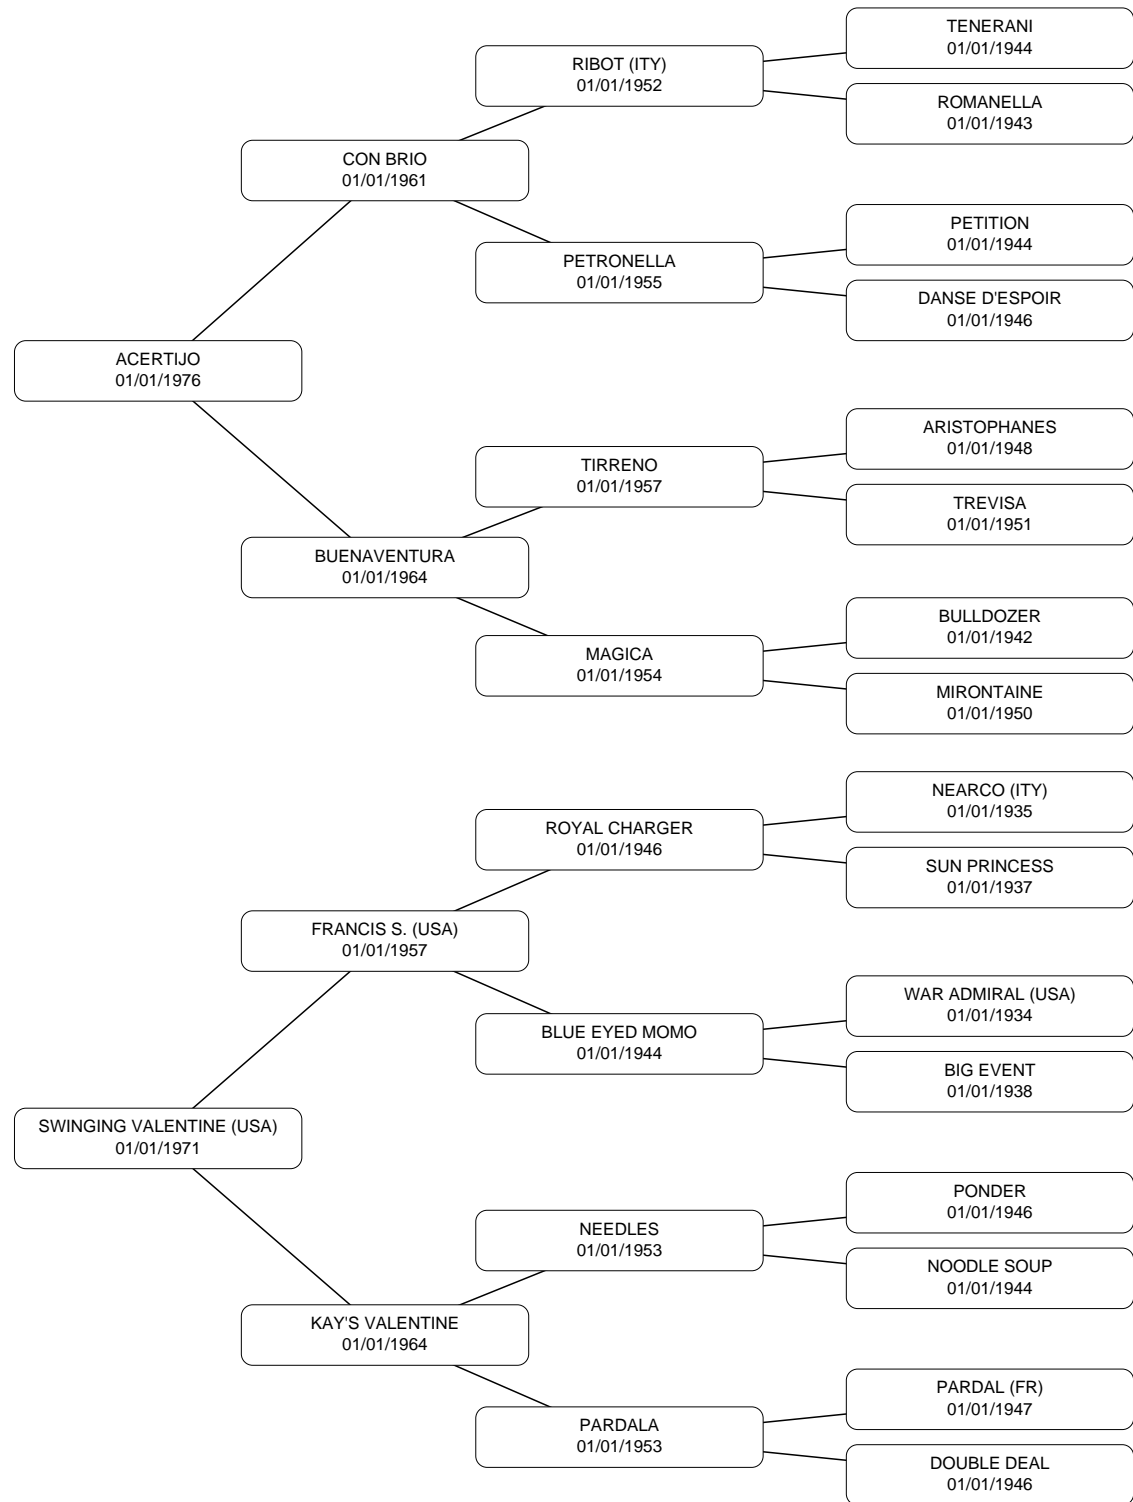 TENERANI
01/01/1944
RIBOT (ITY)
01/01/1952
ROMANELLA
01/01/1943
CON BRIO
01/01/1961
PETITION
01/01/1944
PETRONELLA
01/01/1955
DANSE D'ESPOIR
01/01/1946
ACERTIJO
01/01/1976
ARISTOPHANES
01/01/1948
TIRRENO
01/01/1957
TREVISA
01/01/1951
BUENAVENTURA
01/01/1964
BULLDOZER
01/01/1942
MAGICA
01/01/1954
MIRONTAINE
01/01/1950
NEARCO (ITY)
01/01/1935
ROYAL CHARGER
01/01/1946
SUN PRINCESS
01/01/1937
FRANCIS S. (USA)
01/01/1957
WAR ADMIRAL (USA)
01/01/1934
BLUE EYED MOMO
01/01/1944
BIG EVENT
01/01/1938
SWINGING VALENTINE (USA)
01/01/1971
PONDER
01/01/1946
NEEDLES
01/01/1953
NOODLE SOUP
01/01/1944
KAY'S VALENTINE
01/01/1964
PARDAL (FR)
01/01/1947
PARDALA
01/01/1953
DOUBLE DEAL
01/01/1946